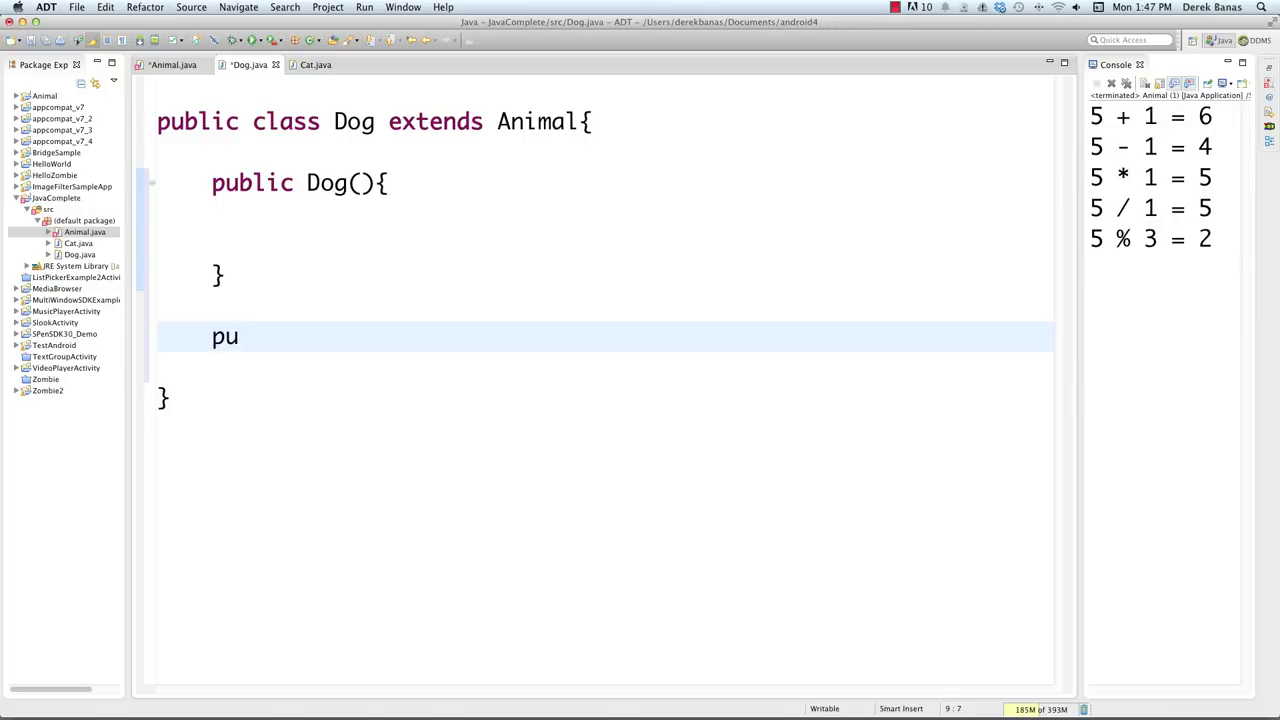 ADT File Edit Refactor Source Navigate Search Project Run Window Help 10 Mon 1:47 PM Derek Banas
Java - JavaComplete/src/Dog.java - ADT - /Users/derekbanas/Documents/android4
Quick Access Java DDMS
Package Exp
*Animal.java *Dog.java Cat.java
Console
Animal
appcompat_v7
appcompat_v7_2
appcompat_v7_3
appcompat_v7_4
BridgeSample
HelloWorld
HelloZombie
ImageFilterSampleApp
JavaComplete
src
(default package)
Animal.java
Cat.java
Dog.java
JRE System Library [Ja
ListPickerExample2Activi
MediaBrowser
MultiWindowSDKExample
MusicPlayerActivity
SlookActivity
SPenSDK30_Demo
TestAndroid
TextGroupActivity
VideoPlayerActivity
Zombie
Zombie2
public class Dog extends Animal{
public Dog(){
}
pu
}
<terminated> Animal (1) [Java Application] /S
5 + 1 = 6
5 - 1 = 4
5 * 1 = 5
5 / 1 = 5
5 % 3 = 2
Writable Smart Insert 9 : 7 185M of 393M